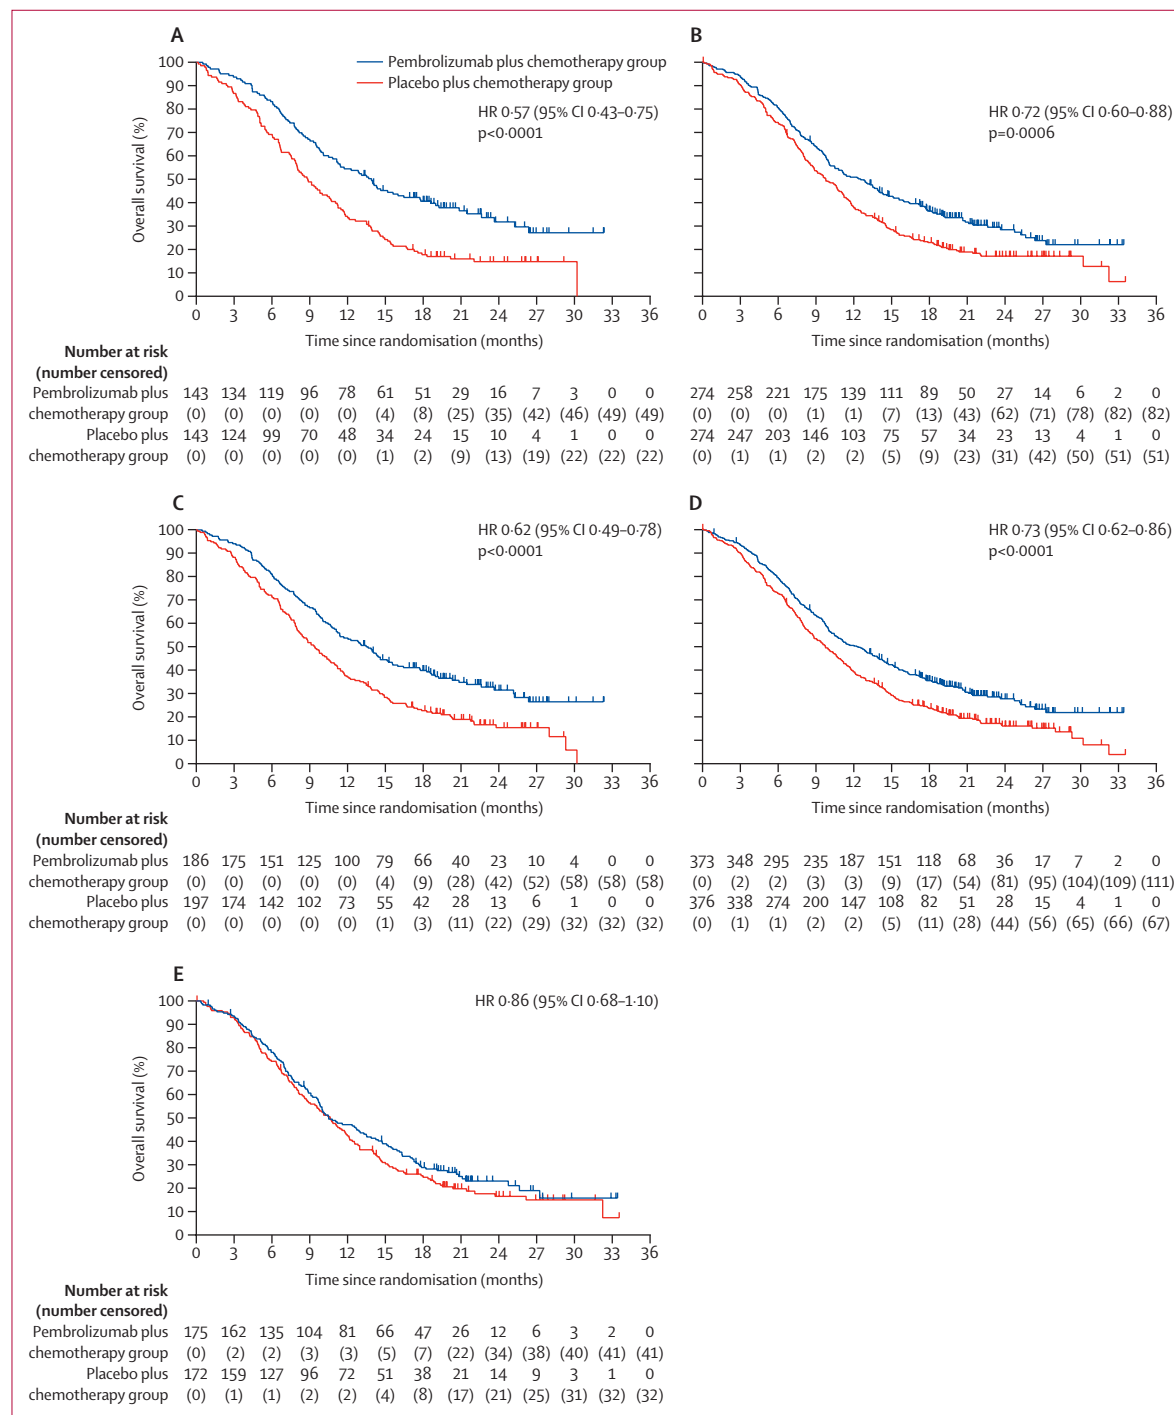 A
B
Pembrolizumab plus chemotherapy group
Placebo plus chemotherapy group
HR 0·57 (95% CI 0·43–0·75)
p<0·0001
HR 0·72 (95% CI 0·60–0·88)
p=0·0006
Overall survival (%)
100
90
80
70
60
50
40
30
20
10
0
0 3 6 9 12 15 18 21 24 27 30 33 36
0 3 6 9 12 15 18 21 24 27 30 33 36
Time since randomisation (months)
Time since randomisation (months)
Number at risk
(number censored)
Pembrolizumab plus 143 134 119 96 78 61 51 29 16 7 3 0 0 274 258 221 175 139 111 89 50 27 14 6 2 0
chemotherapy group (0) (0) (0) (0) (0) (4) (8) (25) (35) (42) (46) (49) (49) (0) (0) (0) (1) (1) (7) (13) (43) (62) (71) (78) (82) (82)
Placebo plus 143 124 99 70 48 34 24 15 10 4 1 0 0 274 247 203 146 103 75 57 34 23 13 4 1 0
chemotherapy group (0) (0) (0) (0) (0) (1) (2) (9) (13) (19) (22) (22) (22) (0) (1) (1) (2) (2) (5) (9) (23) (31) (42) (50) (51) (51)
C
D
HR 0·62 (95% CI 0·49–0·78)
p<0·0001
HR 0·73 (95% CI 0·62–0·86)
p<0·0001
Overall survival (%)
100
90
80
70
60
50
40
30
20
10
0
0 3 6 9 12 15 18 21 24 27 30 33 36
0 3 6 9 12 15 18 21 24 27 30 33 36
Time since randomisation (months)
Time since randomisation (months)
Number at risk
(number censored)
Pembrolizumab plus 186 175 151 125 100 79 66 40 23 10 4 0 0 373 348 295 235 187 151 118 68 36 17 7 2 0
chemotherapy group (0) (0) (0) (0) (0) (4) (9) (28) (42) (52) (58) (58) (58) (0) (2) (2) (3) (3) (9) (17) (54) (81) (95) (104) (109) (111)
Placebo plus 197 174 142 102 73 55 42 28 13 6 1 0 0 376 338 274 200 147 108 82 51 28 15 4 1 0
chemotherapy group (0) (0) (0) (0) (0) (1) (3) (11) (22) (29) (32) (32) (32) (0) (1) (1) (2) (2) (5) (11) (28) (44) (56) (65) (66) (67)
E
HR 0·86 (95% CI 0·68–1·10)
Overall survival (%)
100
90
80
70
60
50
40
30
20
10
0
0 3 6 9 12 15 18 21 24 27 30 33 36
Time since randomisation (months)
Number at risk
(number censored)
Pembrolizumab plus 175 162 135 104 81 66 47 26 12 6 3 2 0
chemotherapy group (0) (2) (2) (3) (3) (5) (7) (22) (34) (38) (40) (41) (41)
Placebo plus 172 159 127 96 72 51 38 21 14 9 3 1 0
chemotherapy group (0) (1) (1) (2) (2) (4) (8) (17) (21) (25) (31) (32) (32)